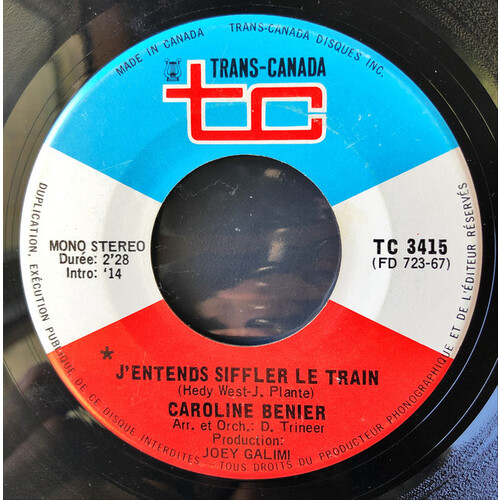 MADE IN CANADA TRANS-CANADA DISQUES INC.
TRANS-CANADA
tc
MONO STEREO
Durée: 2'28
Intro: '14
TC 3415
(FD 723-67)
* J'ENTENDS SIFFLER LE TRAIN
(Hedy West-J. Plante)
CAROLINE BENIER
Arr. et Orch.: D. Trineer
Production:
JOEY GALIMI
DUPLICATION, EXÉCUTION PUBLIQUE DE CE DISQUE INTERDITES – TOUS DROITS DU PRODUCTEUR PHONOGRAPHIQUE ET DE L'ÉDITEUR RÉSERVÉS